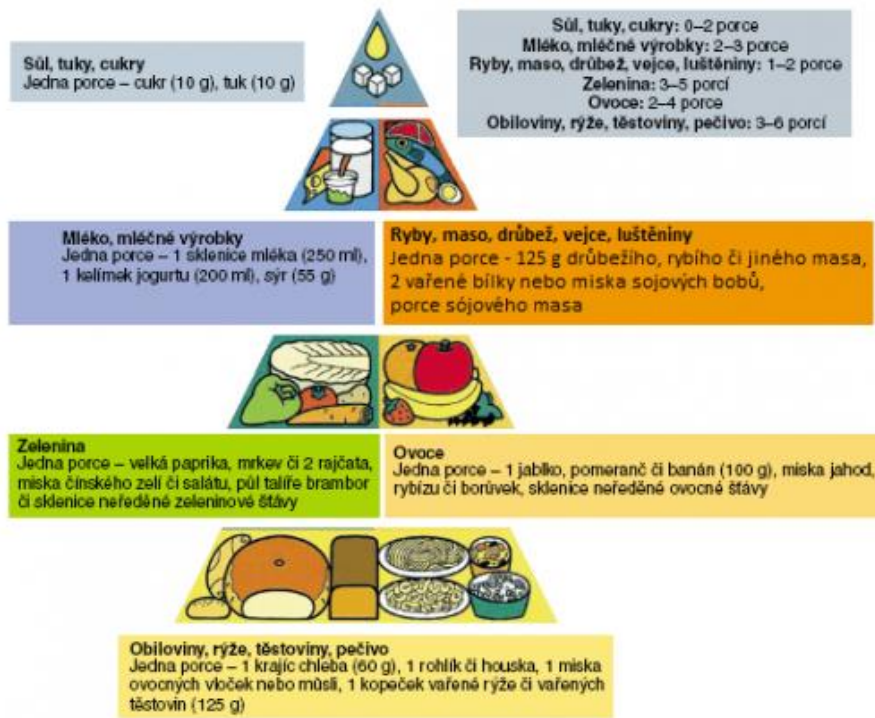 Sůl, tuky, cukry
Jedna porce – cukr (10 g), tuk (10 g)
Sůl, tuky, cukry: 0–2 porce
Mléko, mléčné výrobky: 2–3 porce
Ryby, maso, drůbež, vejce, luštěniny: 1–2 porce
Zelenina: 3–5 porcí
Ovoce: 2–4 porce
Obiloviny, rýže, těstoviny, pečivo: 3–6 porcí
Mléko, mléčné výrobky
Jedna porce – 1 sklenice mléka (250 ml),
1 kelímek jogurtu (200 ml), sýr (55 g)
Ryby, maso, drůbež, vejce, luštěniny
Jedna porce - 125 g drůbežího, rybího či jiného masa,
2 vařené bílky nebo miska sojových bobů,
porce sójového masa
Zelenina
Jedna porce – velká paprika, mrkev či 2 rajčata,
miska čínského zelí či salátu, půl talíře brambor
či sklenice neředěné zeleninové šťávy
Ovoce
Jedna porce – 1 jablko, pomeranč či banán (100 g), miska jahod,
rybízu či borůvek, sklenice neředěné ovocné šťávy
Obiloviny, rýže, těstoviny, pečivo
Jedna porce – 1 krajíc chleba (60 g), 1 rohlík či houska, 1 miska
ovocných vloček nebo müsli, 1 kopeček vařené rýže či vařených
těstovin (125 g)